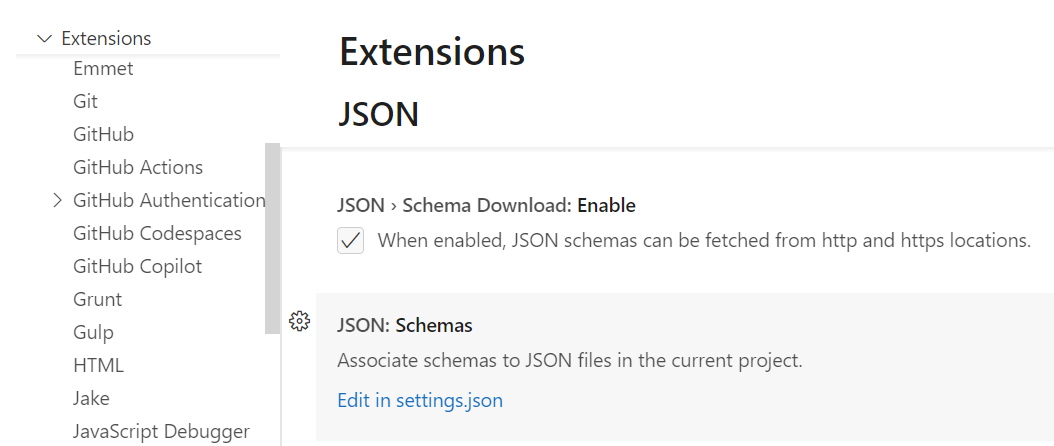 Extensions
Emmet
Git
GitHub
GitHub Actions
GitHub Authentication
GitHub Codespaces
GitHub Copilot
Grunt
Gulp
HTML
Jake
JavaScript Debugger
Extensions
JSON
JSON › Schema Download: Enable
When enabled, JSON schemas can be fetched from http and https locations.
JSON: Schemas
Associate schemas to JSON files in the current project.
Edit in settings.json